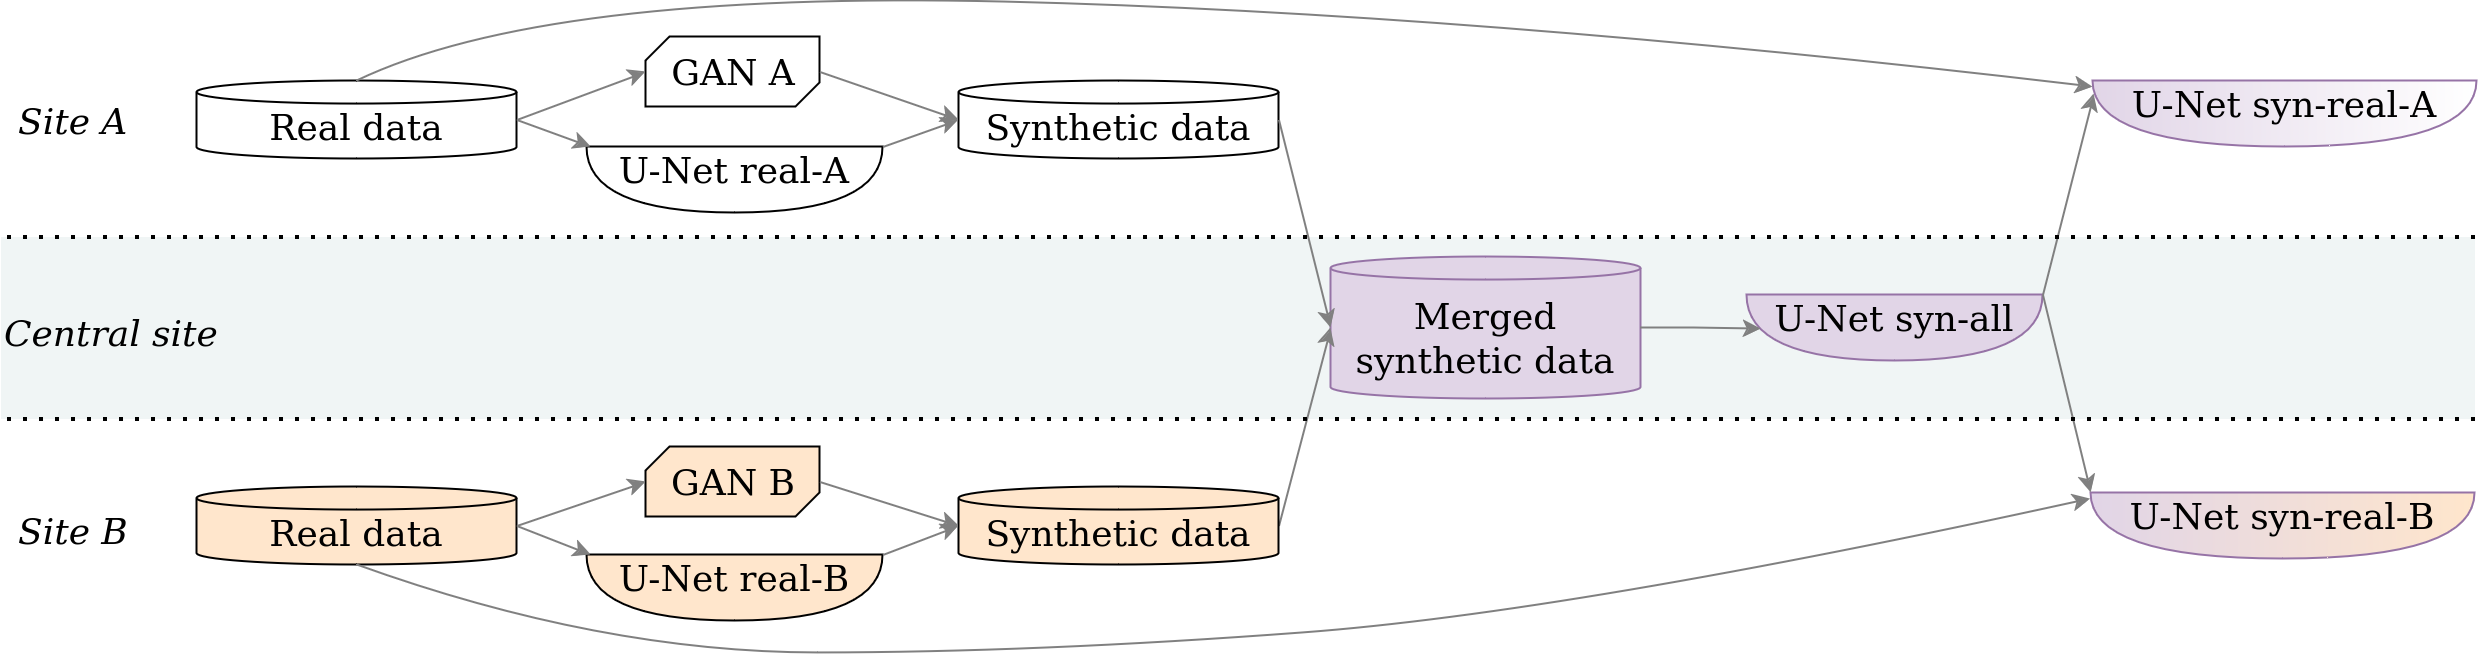 Site A
Real data
GAN A
U-Net real-A
Synthetic data
U-Net syn-real-A
Central site
Merged
synthetic data
U-Net syn-all
Site B
Real data
GAN B
U-Net real-B
Synthetic data
U-Net syn-real-B